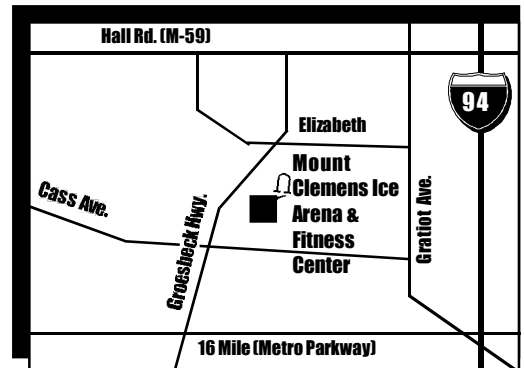 Hall Rd. (M-59)
94
Elizabeth
Mount
Clemens Ice
Arena &
Fitness
Center
Cass Ave.
Groesbeck Hwy.
Gratiot Ave.
16 Mile (Metro Parkway)